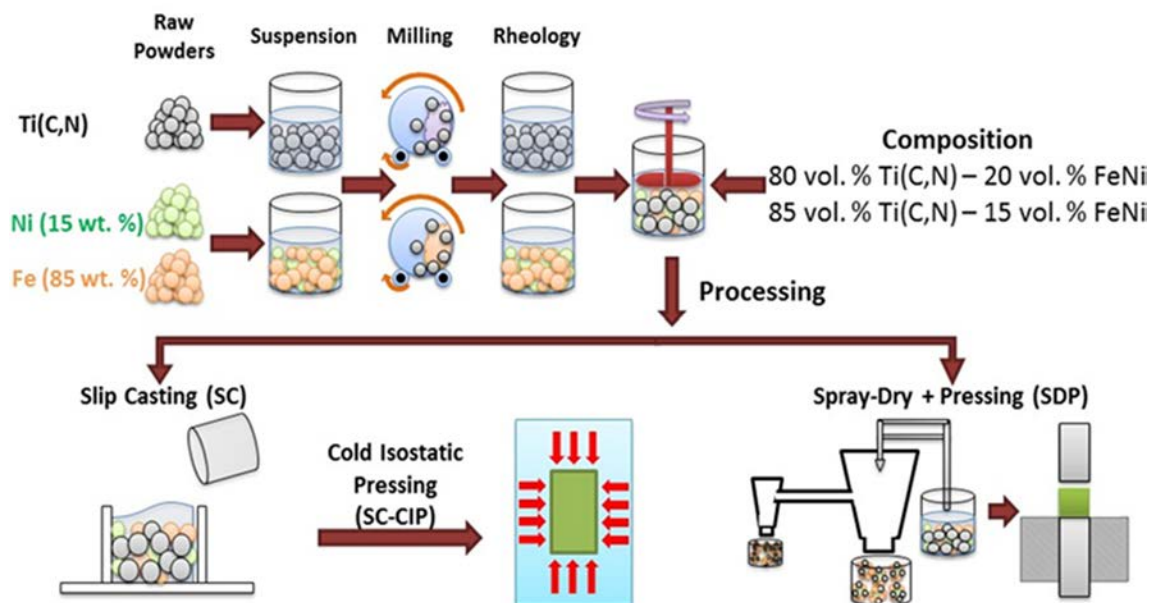 Raw
Powders
Suspension
Milling
Rheology
Ti(C,N)
Ni (15 wt. %)
Fe (85 wt. %)
Composition
80 vol. % Ti(C,N) – 20 vol. % FeNi
85 vol. % Ti(C,N) – 15 vol. % FeNi
Processing
Slip Casting (SC)
Cold Isostatic
Pressing
(SC-CIP)
Spray-Dry + Pressing (SDP)